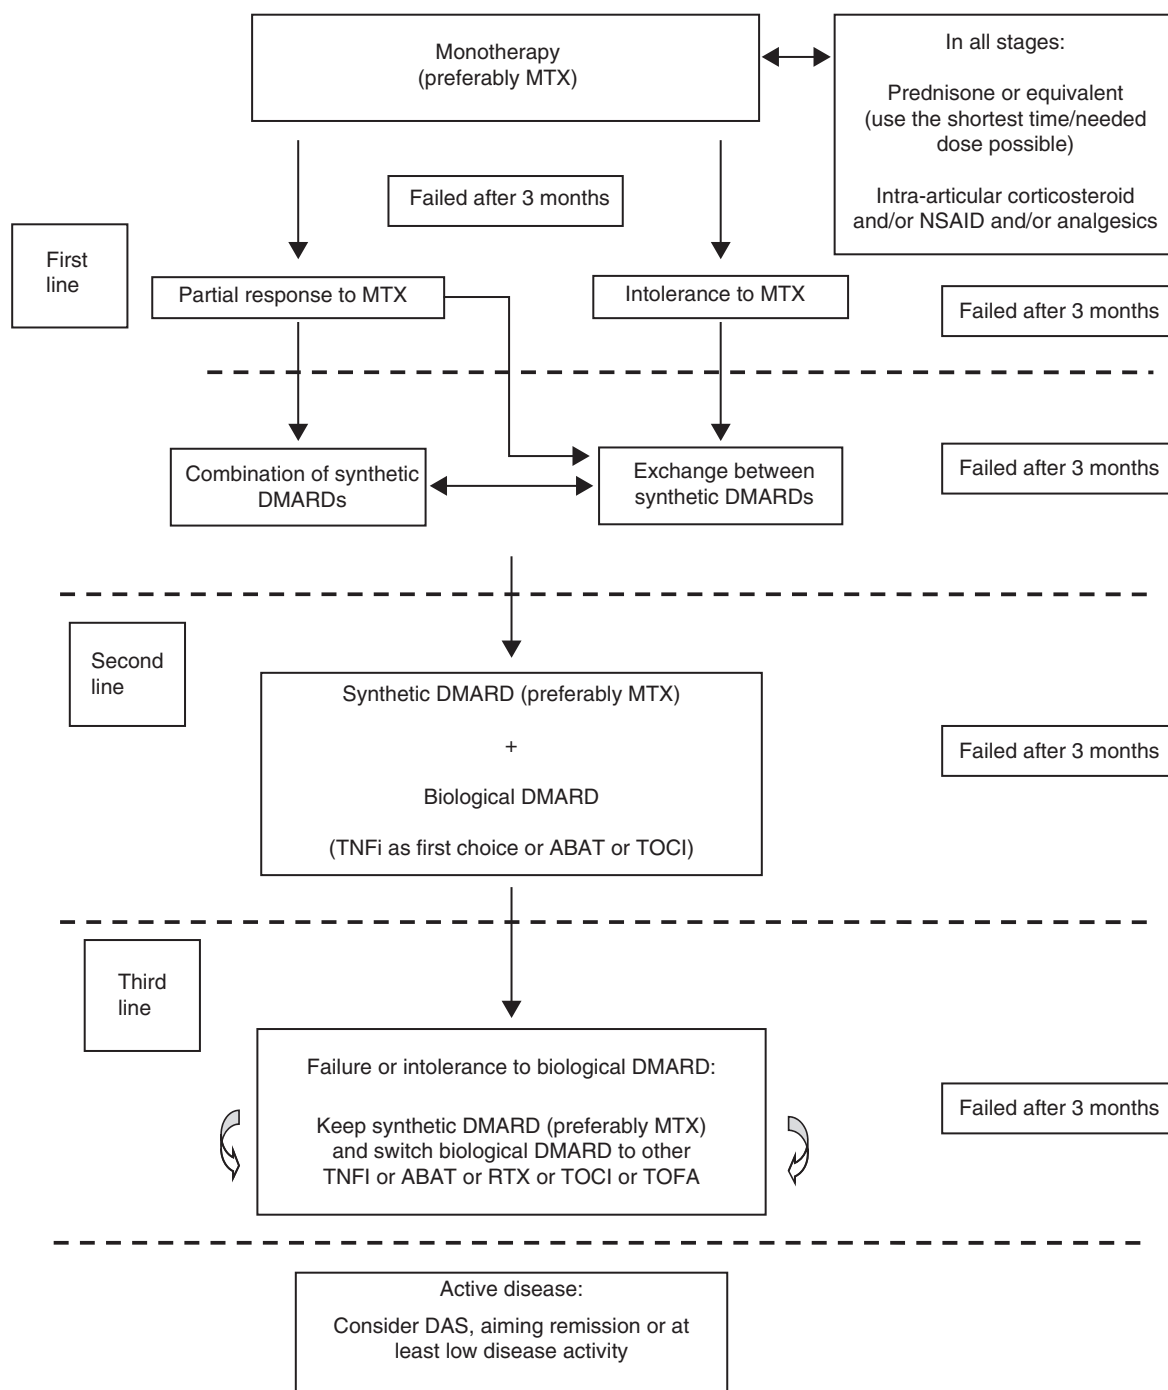 Monotherapy
(preferably MTX)
In all stages:
Prednisone or equivalent
(use the shortest time/needed
dose possible)
Intra-articular corticosteroid
and/or NSAID and/or analgesics
Failed after 3 months
First
line
Partial response to MTX
Intolerance to MTX
Failed after 3 months
Combination of synthetic
DMARDs
Exchange between
synthetic DMARDs
Failed after 3 months
Second
line
Synthetic DMARD (preferably MTX)
+
Biological DMARD
(TNFi as first choice or ABAT or TOCI)
Failed after 3 months
Third
line
Failure or intolerance to biological DMARD:
Keep synthetic DMARD (preferably MTX)
and switch biological DMARD to other
TNFI or ABAT or RTX or TOCI or TOFA
Failed after 3 months
Active disease:
Consider DAS, aiming remission or at
least low disease activity